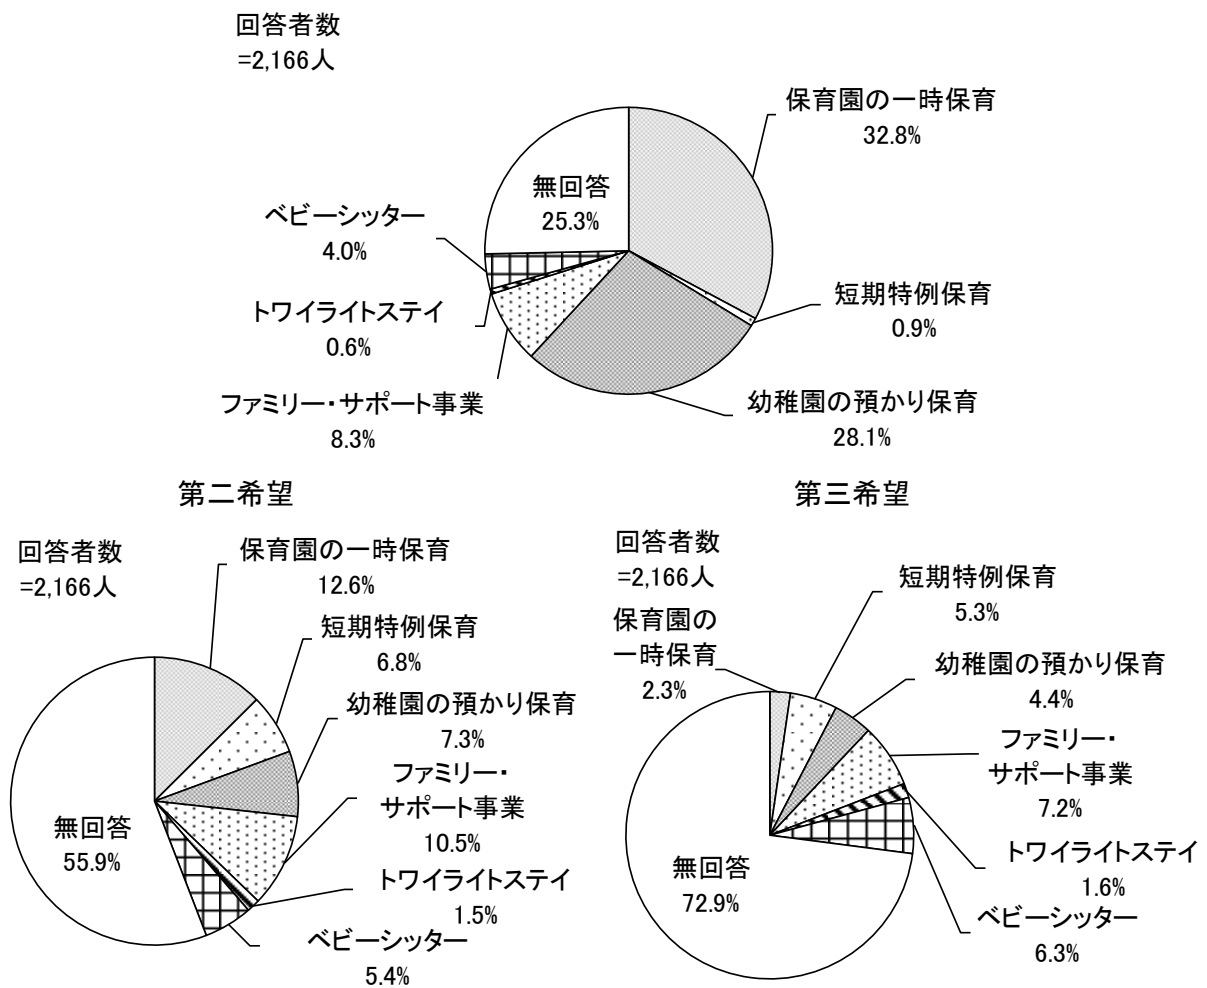 回答者数
=2,166人
保育園の一時保育
32.8%
無回答
25.3%
ベビーシッター
4.0%
短期特例保育
0.9%
トワイライトステイ
0.6%
ファミリー・サポート事業
8.3%
幼稚園の預かり保育
28.1%
第二希望
回答者数
=2,166人
保育園の一時保育
12.6%
短期特例保育
6.8%
幼稚園の預かり保育
7.3%
ファミリー・
サポート事業
10.5%
無回答
55.9%
トワイライトステイ
1.5%
ベビーシッター
5.4%
第三希望
回答者数
=2,166人
保育園の
一時保育
2.3%
短期特例保育
5.3%
幼稚園の預かり保育
4.4%
ファミリー・
サポート事業
7.2%
無回答
72.9%
トワイライトステイ
1.6%
ベビーシッター
6.3%